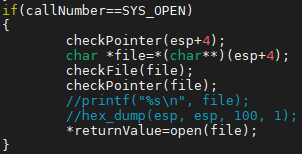 if(callNumber==SYS_OPEN)
{
        checkPointer(esp+4);
        char *file=*(char**)(esp+4);
        checkFile(file);
        checkPointer(file);
        //printf("%s\n", file);
        //hex_dump(esp, esp, 100, 1);
        *returnValue=open(file);
}